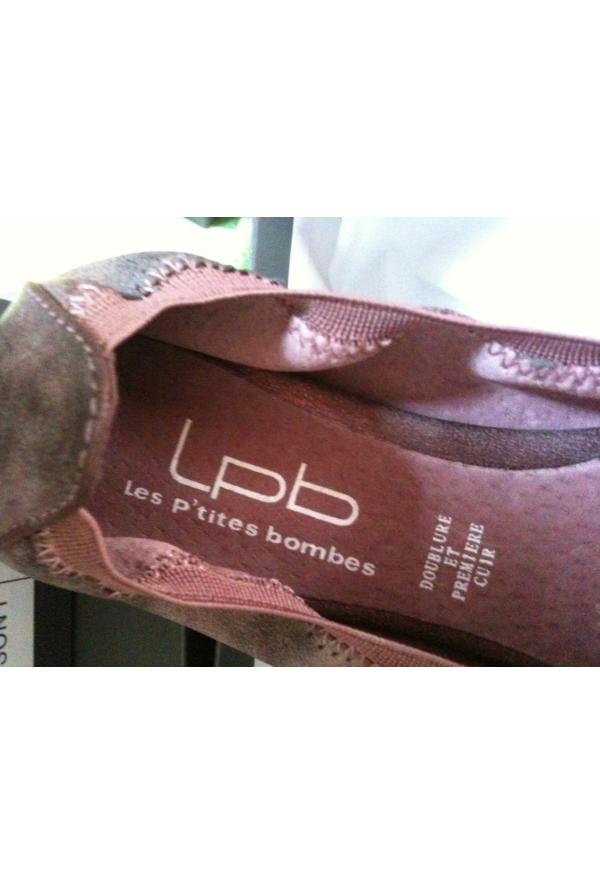 Lpb
Les p'tites bombes
DOUBLURE
ET
PREMIERE
CUIR